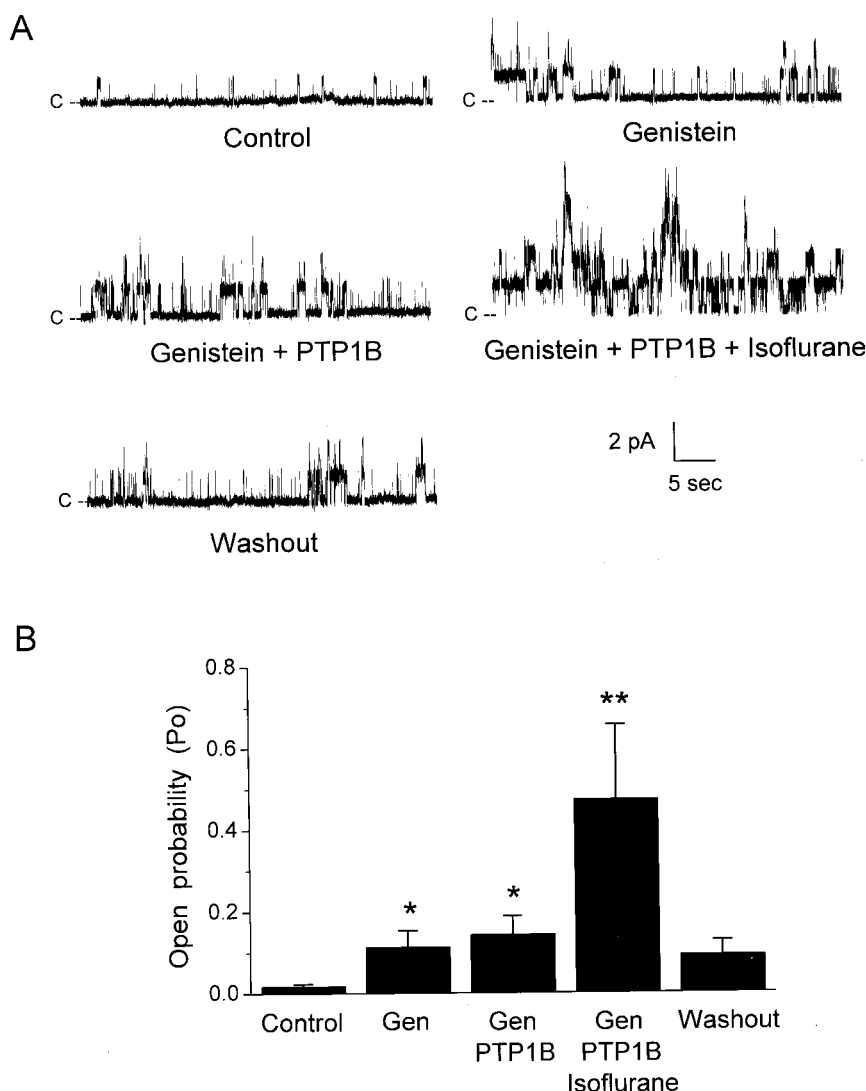 A
C --
Control
C --
Genistein
C --
Genistein + PTP1B
C --
Genistein + PTP1B + Isoflurane
C --
Washout
2 pA
5 sec
B
Open probability (Po)
0.8
0.6
0.4
0.2
0.0
*
*
**
Control
Gen
Gen
PTP1B
Gen
PTP1B
Isoflurane
Washout